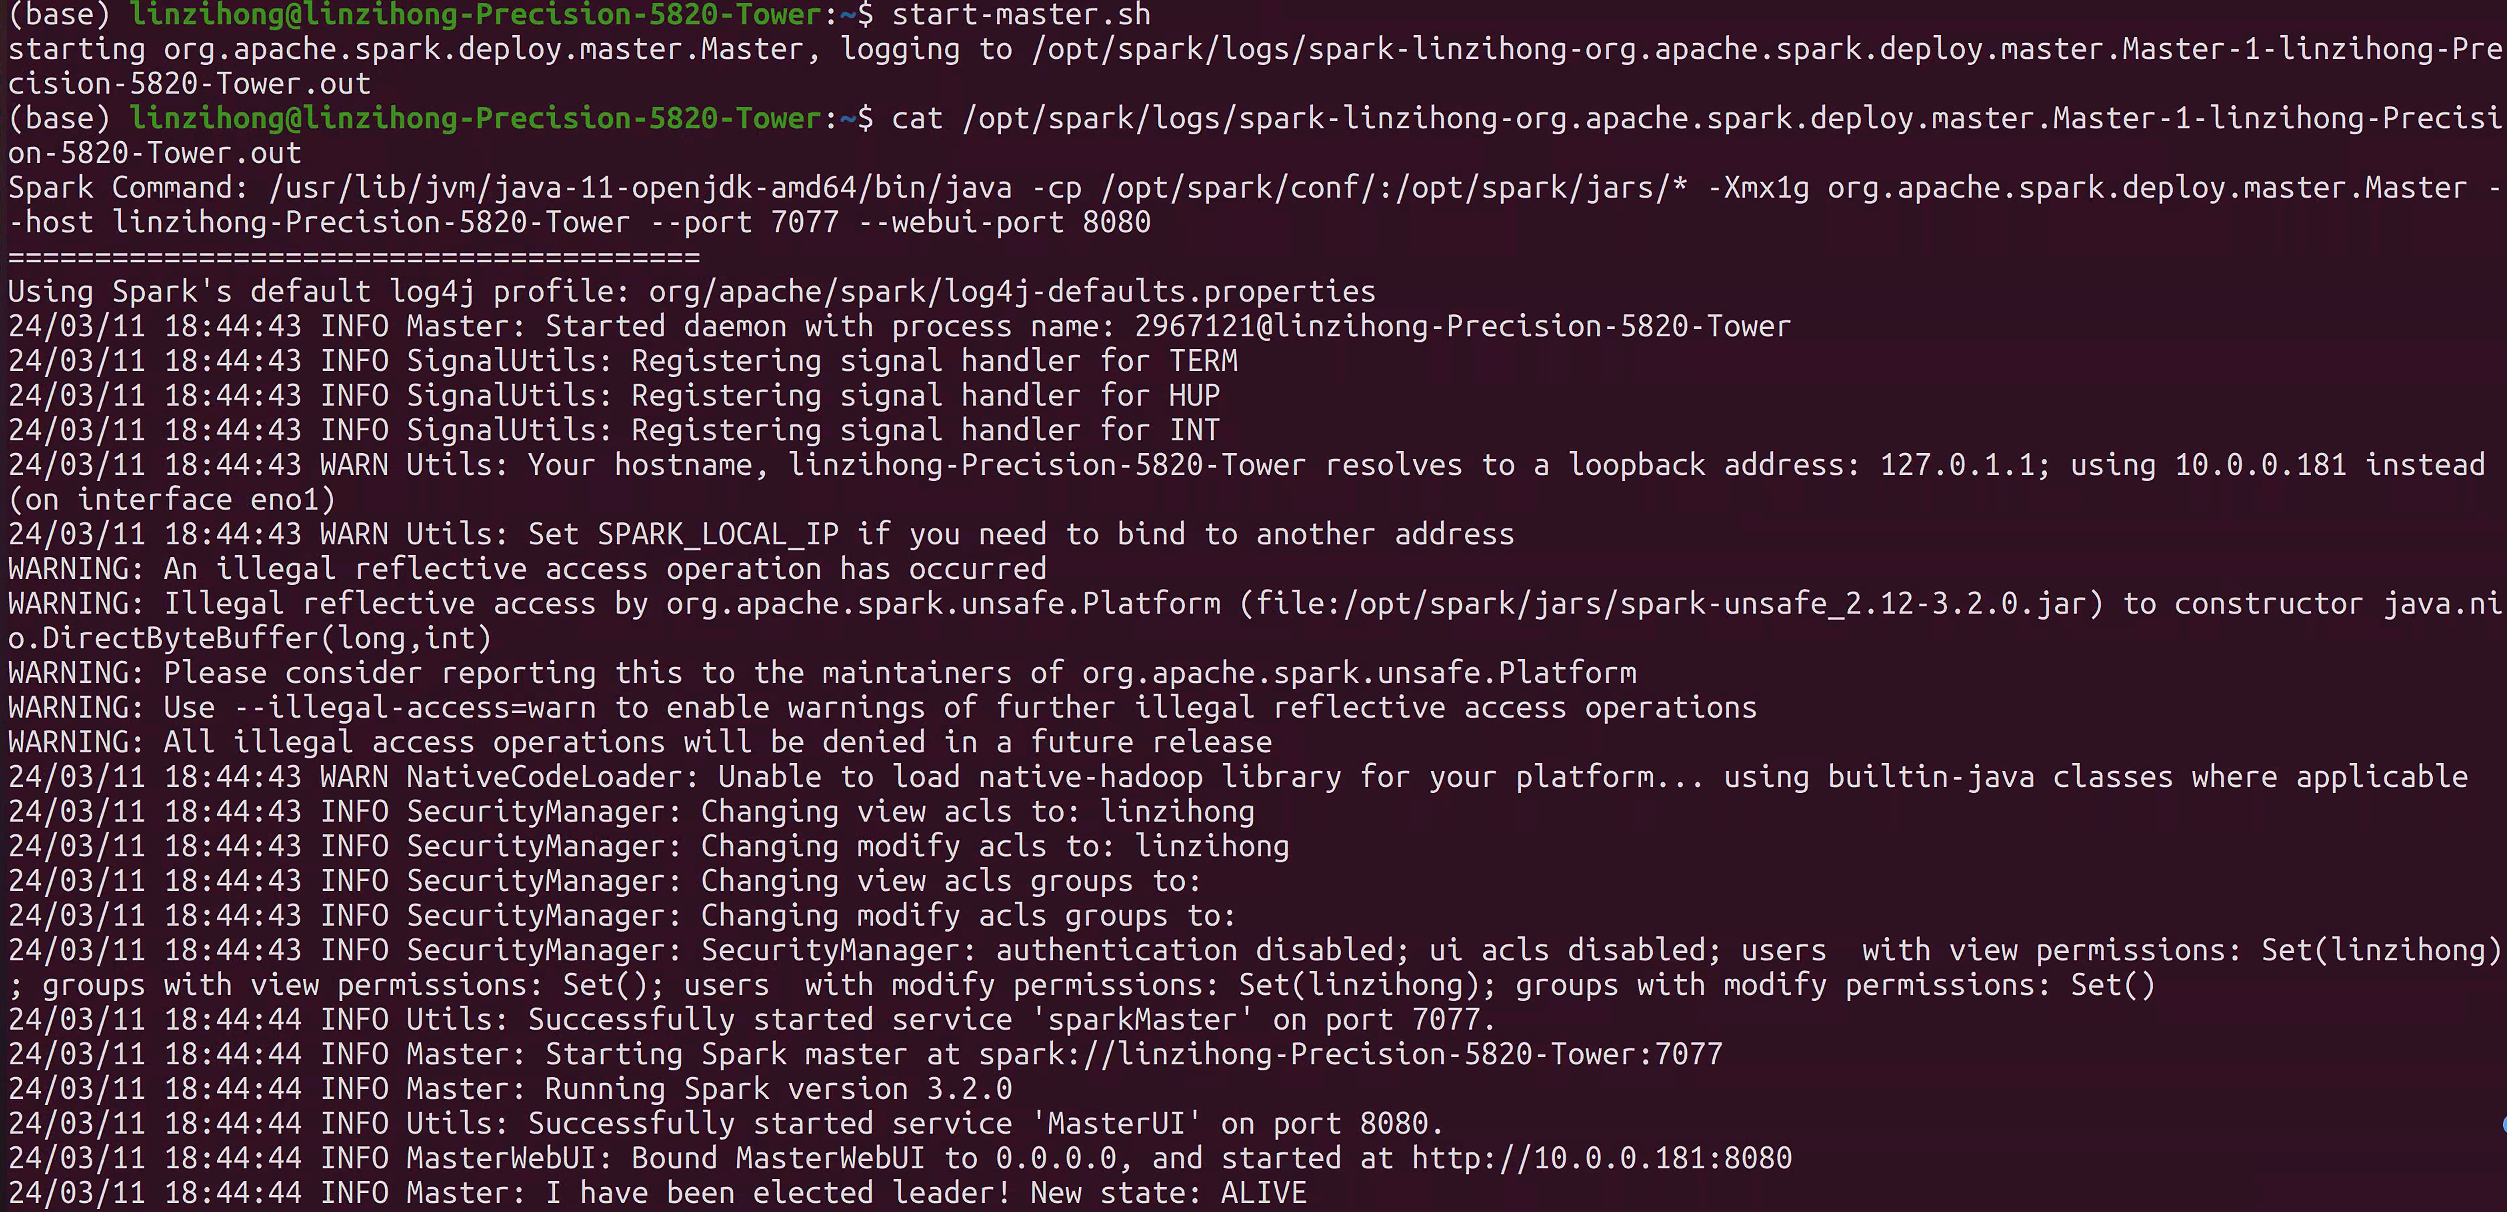 (base) linzihong@linzihong-Precision-5820-Tower:~$ start-master.sh
starting org.apache.spark.deploy.master.Master, logging to /opt/spark/logs/spark-linzihong-org.apache.spark.deploy.master.Master-1-linzihong-Pre
cision-5820-Tower.out
(base) linzihong@linzihong-Precision-5820-Tower:~$ cat /opt/spark/logs/spark-linzihong-org.apache.spark.deploy.master.Master-1-linzihong-Precisi
on-5820-Tower.out
Spark Command: /usr/lib/jvm/java-11-openjdk-amd64/bin/java -cp /opt/spark/conf/:/opt/spark/jars/* -Xmx1g org.apache.spark.deploy.master.Master -
-host linzihong-Precision-5820-Tower --port 7077 --webui-port 8080
========================================
Using Spark's default log4j profile: org/apache/spark/log4j-defaults.properties
24/03/11 18:44:43 INFO Master: Started daemon with process name: 2967121@linzihong-Precision-5820-Tower
24/03/11 18:44:43 INFO SignalUtils: Registering signal handler for TERM
24/03/11 18:44:43 INFO SignalUtils: Registering signal handler for HUP
24/03/11 18:44:43 INFO SignalUtils: Registering signal handler for INT
24/03/11 18:44:43 WARN Utils: Your hostname, linzihong-Precision-5820-Tower resolves to a loopback address: 127.0.1.1; using 10.0.0.181 instead
(on interface eno1)
24/03/11 18:44:43 WARN Utils: Set SPARK_LOCAL_IP if you need to bind to another address
WARNING: An illegal reflective access operation has occurred
WARNING: Illegal reflective access by org.apache.spark.unsafe.Platform (file:/opt/spark/jars/spark-unsafe_2.12-3.2.0.jar) to constructor java.ni
o.DirectByteBuffer(long,int)
WARNING: Please consider reporting this to the maintainers of org.apache.spark.unsafe.Platform
WARNING: Use --illegal-access=warn to enable warnings of further illegal reflective access operations
WARNING: All illegal access operations will be denied in a future release
24/03/11 18:44:43 WARN NativeCodeLoader: Unable to load native-hadoop library for your platform... using builtin-java classes where applicable
24/03/11 18:44:43 INFO SecurityManager: Changing view acls to: linzihong
24/03/11 18:44:43 INFO SecurityManager: Changing modify acls to: linzihong
24/03/11 18:44:43 INFO SecurityManager: Changing view acls groups to:
24/03/11 18:44:43 INFO SecurityManager: Changing modify acls groups to:
24/03/11 18:44:43 INFO SecurityManager: SecurityManager: authentication disabled; ui acls disabled; users  with view permissions: Set(linzihong)
; groups with view permissions: Set(); users  with modify permissions: Set(linzihong); groups with modify permissions: Set()
24/03/11 18:44:44 INFO Utils: Successfully started service 'sparkMaster' on port 7077.
24/03/11 18:44:44 INFO Master: Starting Spark master at spark://linzihong-Precision-5820-Tower:7077
24/03/11 18:44:44 INFO Master: Running Spark version 3.2.0
24/03/11 18:44:44 INFO Utils: Successfully started service 'MasterUI' on port 8080.
24/03/11 18:44:44 INFO MasterWebUI: Bound MasterWebUI to 0.0.0.0, and started at http://10.0.0.181:8080
24/03/11 18:44:44 INFO Master: I have been elected leader! New state: ALIVE